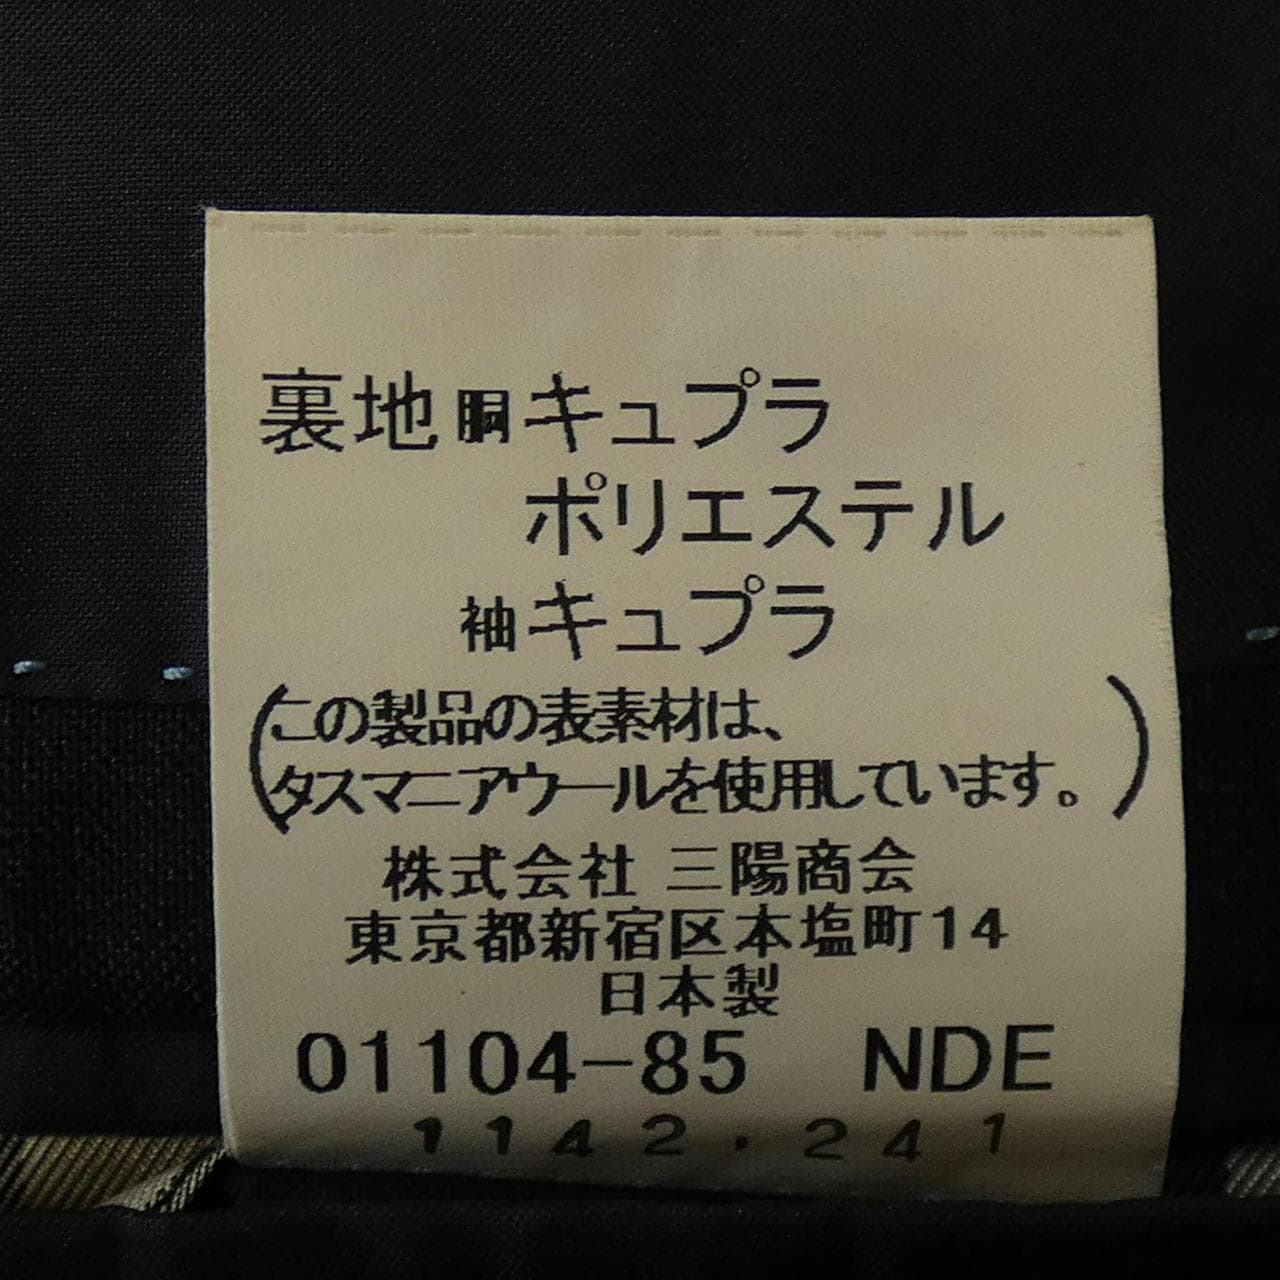 裏地 胴 キュプラ
ポリエステル
袖 キュプラ
(この製品の表素材は、
タスマニアウールを使用しています。)
株式会社 三陽商会
東京都新宿区本塩町14
日本製
01104-85 NDE
1142.241